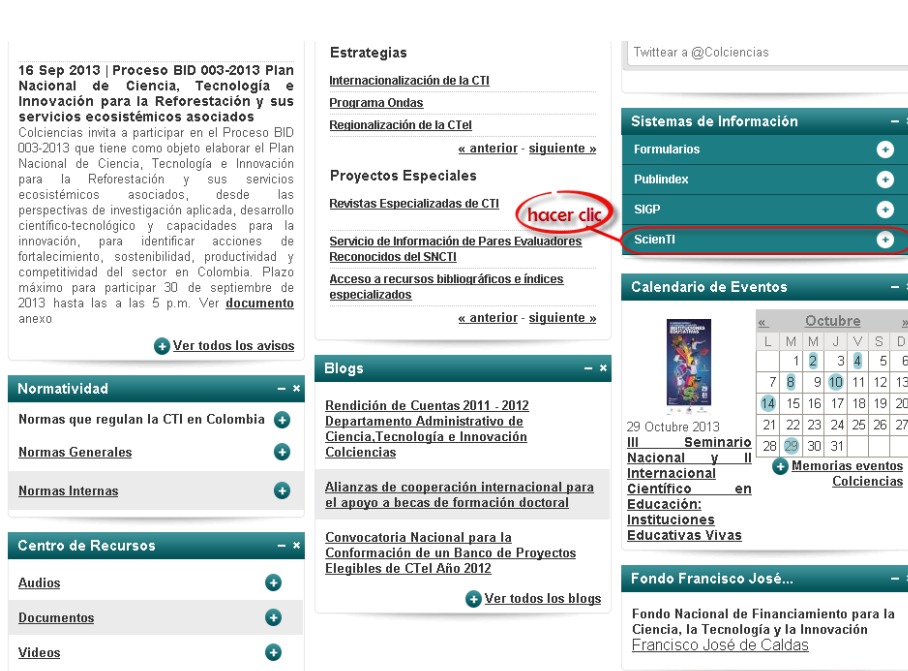 16 Sep 2013 | Proceso BID 003-2013 Plan
Nacional de Ciencia, Tecnología e
Innovación para la Reforestación y sus
servicios ecosistémicos asociados
Colciencias invita a participar en el Proceso BID
003-2013 que tiene como objeto elaborar el Plan
Nacional de Ciencia, Tecnología e Innovación
para la Reforestación y sus servicios
ecosistémicos asociados, desde las
perspectivas de investigación aplicada, desarrollo
científico-tecnológico y capacidades para la
innovación, para identificar acciones de
fortalecimiento, sostenibilidad, productividad y
competitividad del sector en Colombia. Plazo
máximo para participar 30 de septiembre de
2013 hasta las a las 5 p.m. Ver documento
anexo
Ver todos los avisos
Normatividad
Normas que regulan la CTI en Colombia
Normas Generales
Normas Internas
Centro de Recursos
Audios
Documentos
Videos
Estrategias
Internacionalización de la CTI
Programa Ondas
Regionalización de la CTeI
« anterior - siguiente »
Proyectos Especiales
Revistas Especializadas de CTI
hacer clic
Servicio de Información de Pares Evaluadores
Reconocidos del SNCTI
Acceso a recursos bibliográficos e índices
especializados
« anterior - siguiente »
Blogs
Rendición de Cuentas 2011 - 2012
Departamento Administrativo de
Ciencia,Tecnología e Innovación
Colciencias
Alianzas de cooperación internacional para
el apoyo a becas de formación doctoral
Convocatoria Nacional para la
Conformación de un Banco de Proyectos
Elegibles de CTeI Año 2012
Ver todos los blogs
Twittear a @Colciencias
Sistemas de Información
Formularios
Publindex
SIGP
ScienTI
Calendario de Eventos
« Octubre »
L M M J V S D
1 2 3 4 5 6
7 8 9 10 11 12 13
14 15 16 17 18 19 20
21 22 23 24 25 26 27
28 29 30 31
29 Octubre 2013
III Seminario
Nacional y II
Internacional
Científico en
Educación:
Instituciones
Educativas Vivas
Memorias eventos
Colciencias
Fondo Francisco José...
Fondo Nacional de Financiamiento para la
Ciencia, la Tecnología y la Innovación
Francisco José de Caldas